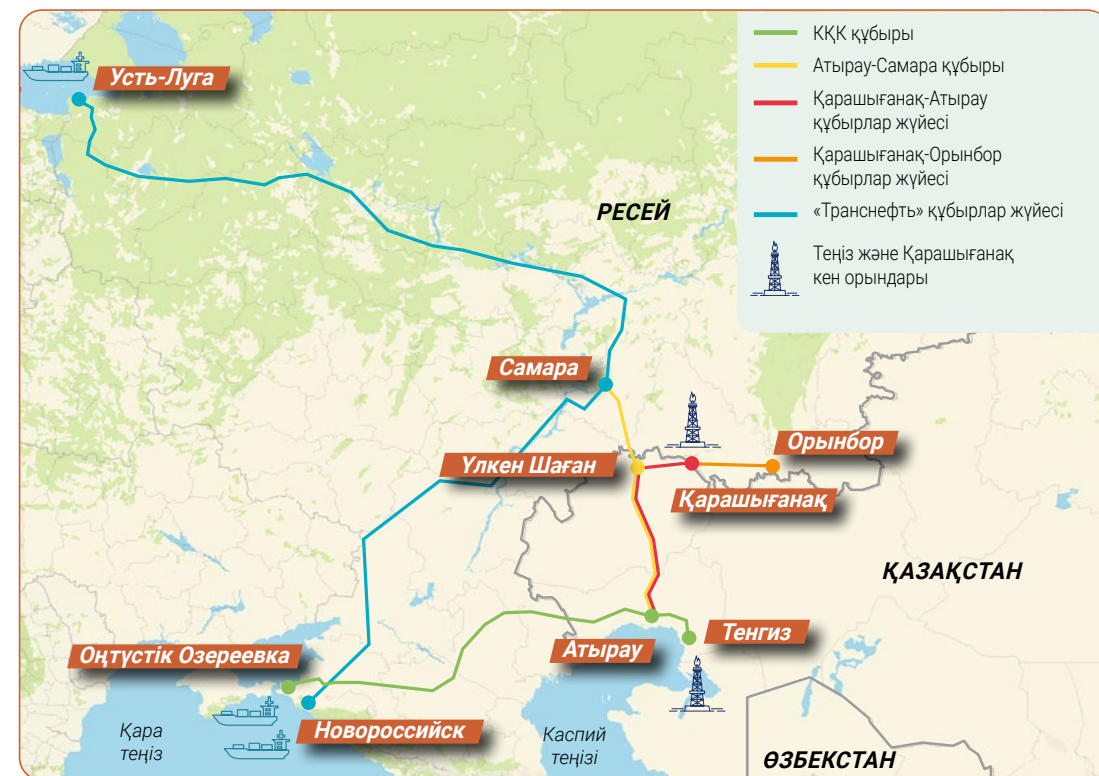 КҚК құбыры
Атырау-Самара құбыры
Қарашығанақ-Атырау
құбырлар жүйесі
Қарашығанақ-Орынбор
құбырлар жүйесі
«Транснефть» құбырлар жүйесі
Теңіз және Қарашығанақ
кен орындары
Усть-Луга
РЕСЕЙ
Самара
Орынбор
Үлкен Шаған
Қарашығанақ
ҚАЗАҚСТАН
Тенгиз
Атырау
Оңтүстік Озереевка
Новороссийск
Қара
теңіз
Каспий
теңізі
ӨЗБЕКСТАН